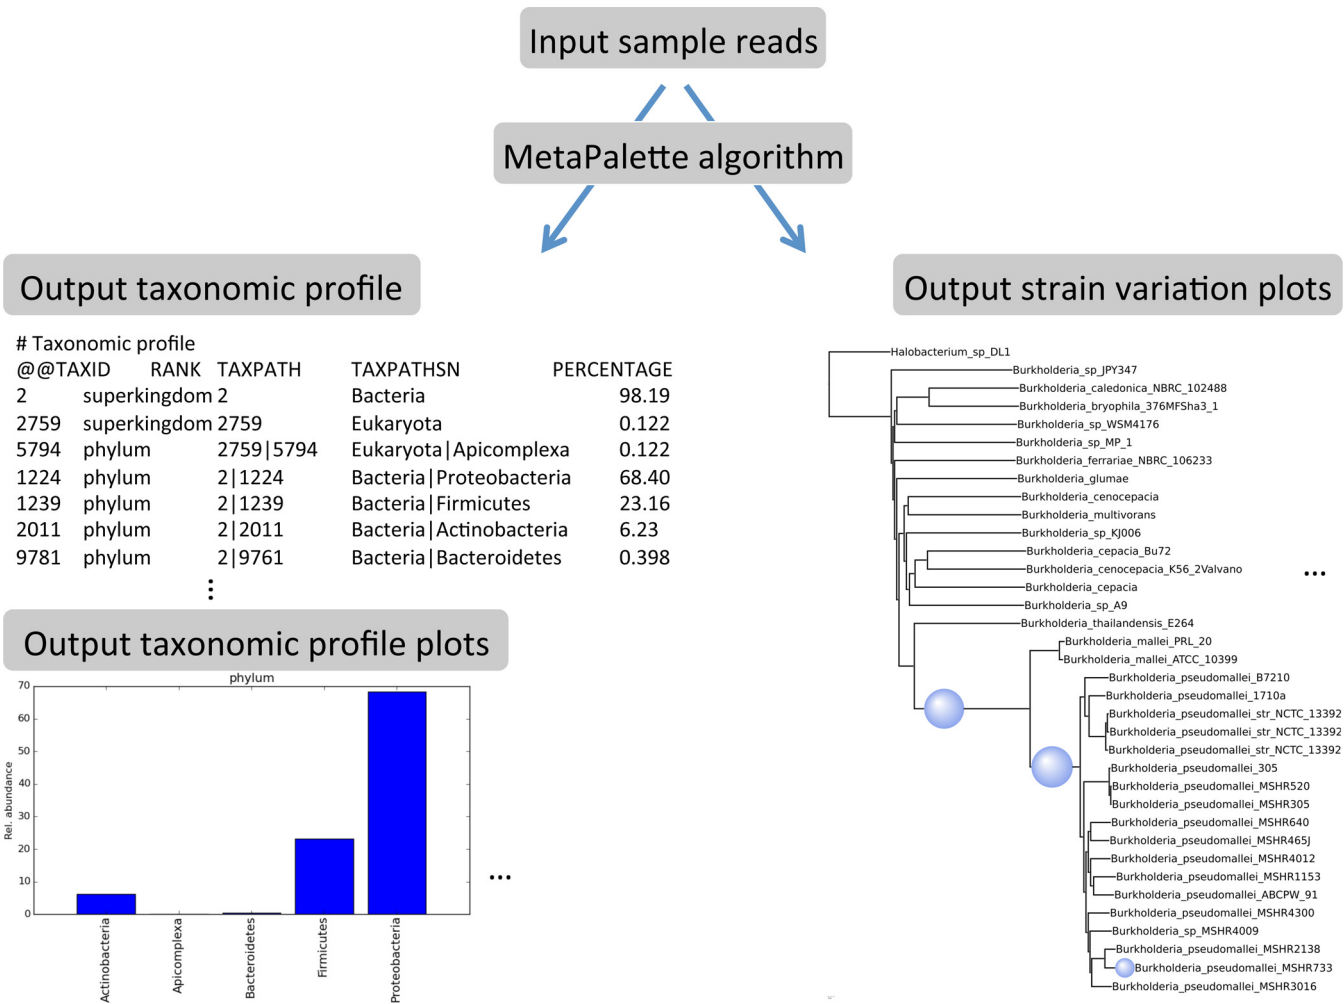 Input sample reads
MetaPalette algorithm
Output taxonomic profile
# Taxonomic profile
@@TAXID RANK TAXPATH TAXPATHSN PERCENTAGE
2 superkingdom 2 Bacteria 98.19
2759 superkingdom 2759 Eukaryota 0.122
5794 phylum 2759|5794 Eukaryota|Apicomplexa 0.122
1224 phylum 2|1224 Bacteria|Proteobacteria 68.40
1239 phylum 2|1239 Bacteria|Firmicutes 23.16
2011 phylum 2|2011 Bacteria|Actinobacteria 6.23
9781 phylum 2|9761 Bacteria|Bacteroidetes 0.398
⋮
Output taxonomic profile plots
phylum
Rel. abundance
70
60
50
40
30
20
10
0
Actinobacteria
Apicomplexa
Bacteroidetes
Firmicutes
Proteobacteria
...
Output strain variation plots
Halobacterium_sp_DL1
Burkholderia_sp_JPY347
Burkholderia_caledonica_NBRC_102488
Burkholderia_bryophila_376MFSha3_1
Burkholderia_sp_WSM4176
Burkholderia_sp_MP_1
Burkholderia_ferrariae_NBRC_106233
Burkholderia_glumae
Burkholderia_cenocepacia
Burkholderia_multivorans
Burkholderia_sp_KJ006
Burkholderia_cepacia_Bu72
Burkholderia_cenocepacia_K56_2Valvano
Burkholderia_cepacia
Burkholderia_sp_A9
Burkholderia_thailandensis_E264
Burkholderia_mallei_PRL_20
Burkholderia_mallei_ATCC_10399
Burkholderia_pseudomallei_B7210
Burkholderia_pseudomallei_1710a
Burkholderia_pseudomallei_str_NCTC_13392
Burkholderia_pseudomallei_str_NCTC_13392
Burkholderia_pseudomallei_str_NCTC_13392
Burkholderia_pseudomallei_305
Burkholderia_pseudomallei_MSHR520
Burkholderia_pseudomallei_MSHR305
Burkholderia_pseudomallei_MSHR640
Burkholderia_pseudomallei_MSHR465J
Burkholderia_pseudomallei_MSHR4012
Burkholderia_pseudomallei_MSHR1153
Burkholderia_pseudomallei_ABCPW_91
Burkholderia_pseudomallei_MSHR4300
Burkholderia_sp_MSHR4009
Burkholderia_pseudomallei_MSHR2138
Burkholderia_pseudomallei_MSHR733
Burkholderia_pseudomallei_MSHR3016
...